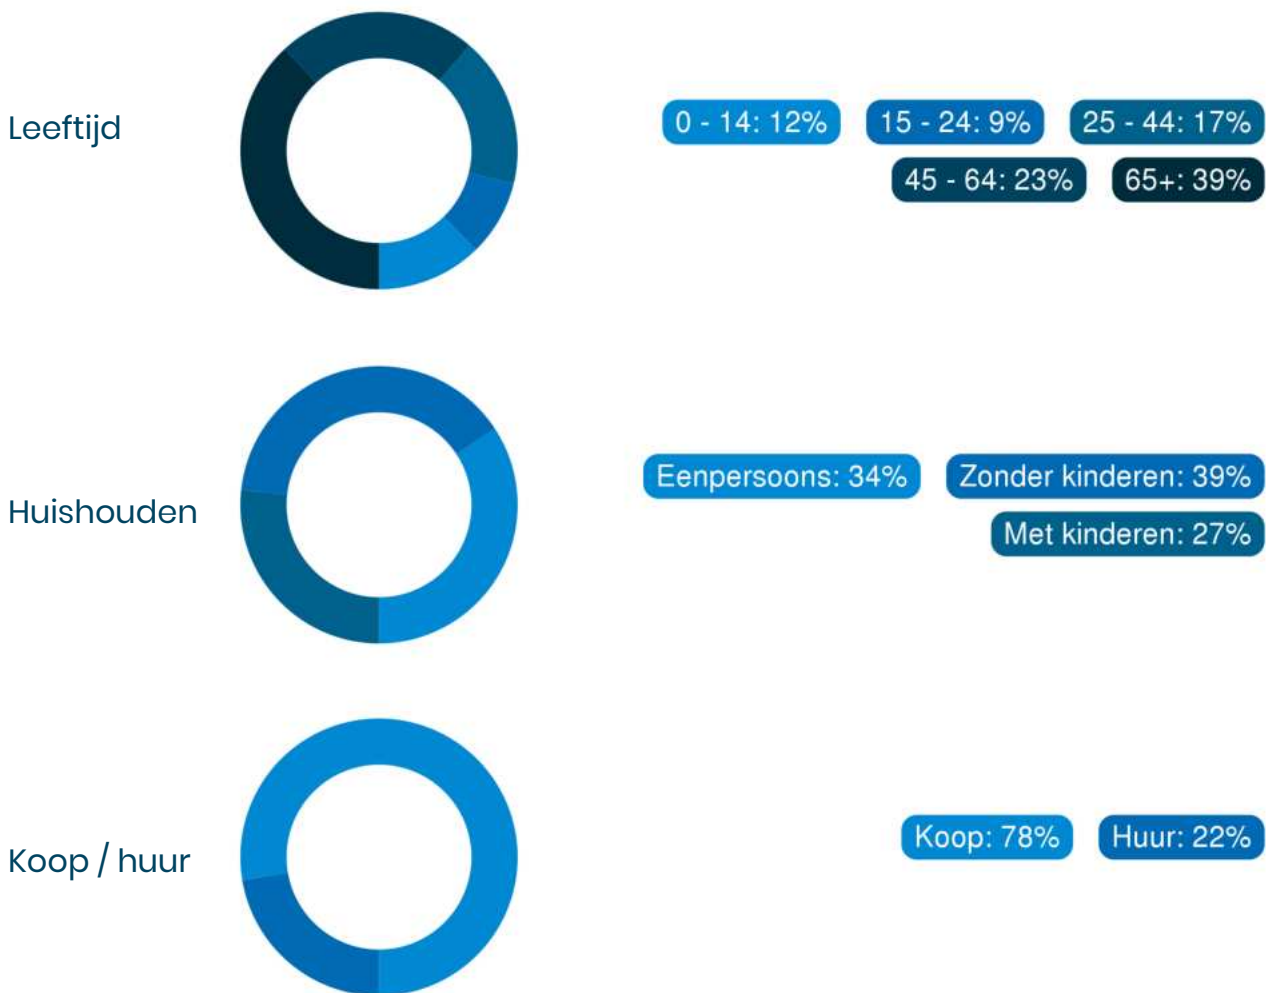 Leeftijd
0 - 14: 12% 15 - 24: 9% 25 - 44: 17%
45 - 64: 23% 65+: 39%
Huishouden
Eenpersoons: 34% Zonder kinderen: 39%
Met kinderen: 27%
Koop / huur
Koop: 78% Huur: 22%